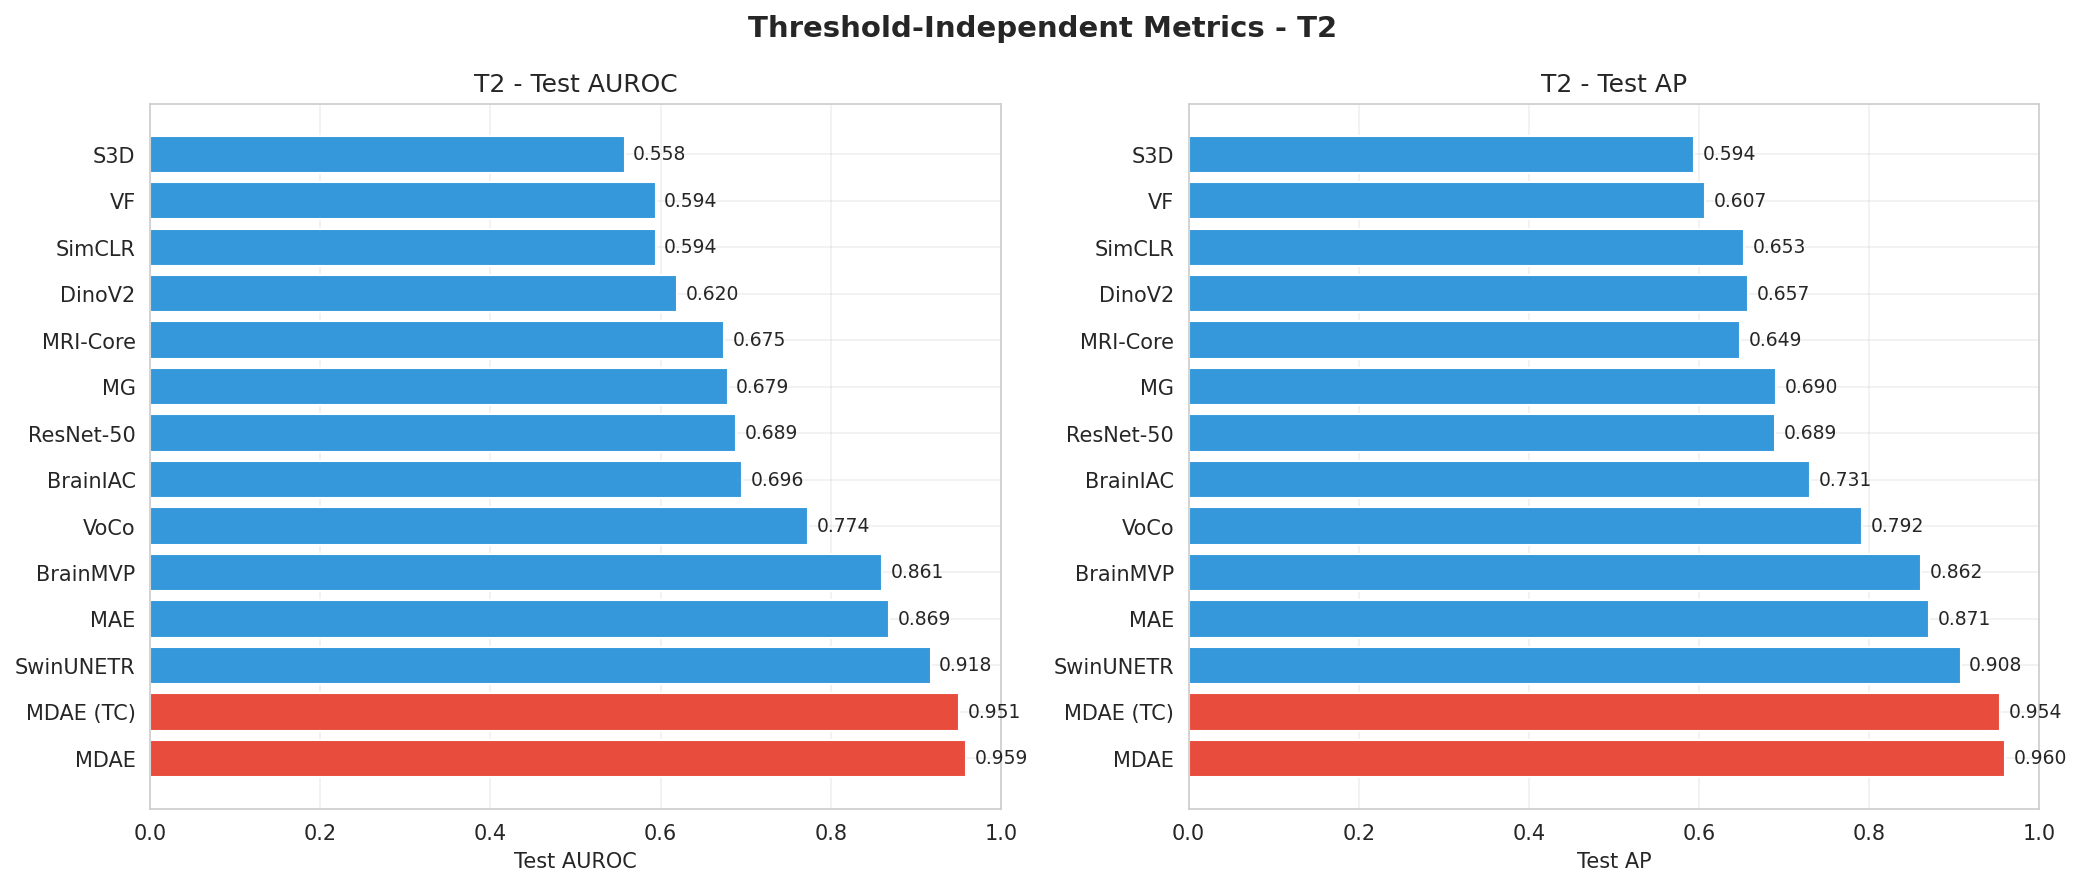 Threshold-Independent Metrics - T2
T2 - Test AUROC
S3D 0.558
VF 0.594
SimCLR 0.594
DinoV2 0.620
MRI-Core 0.675
MG 0.679
ResNet-50 0.689
BrainIAC 0.696
VoCo 0.774
BrainMVP 0.861
MAE 0.869
SwinUNETR 0.918
MDAE (TC) 0.951
MDAE 0.959
0.0 0.2 0.4 0.6 0.8 1.0
Test AUROC
T2 - Test AP
S3D 0.594
VF 0.607
SimCLR 0.653
DinoV2 0.657
MRI-Core 0.649
MG 0.690
ResNet-50 0.689
BrainIAC 0.731
VoCo 0.792
BrainMVP 0.862
MAE 0.871
SwinUNETR 0.908
MDAE (TC) 0.954
MDAE 0.960
0.0 0.2 0.4 0.6 0.8 1.0
Test AP